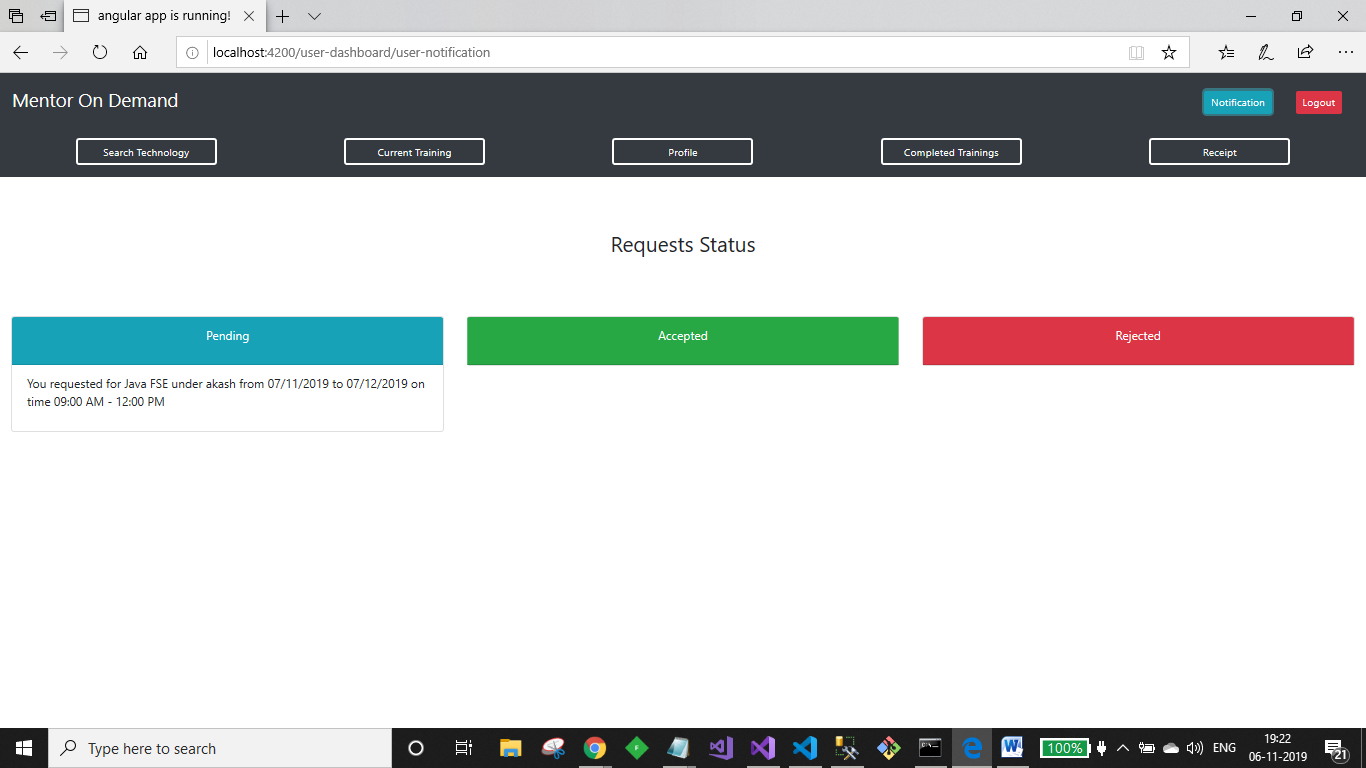 angular app is running!
localhost:4200/user-dashboard/user-notification
Mentor On Demand
Notification
Logout
Search Technology
Current Training
Profile
Completed Trainings
Receipt
Requests Status
Pending
Accepted
Rejected
You requested for Java FSE under akash from 07/11/2019 to 07/12/2019 on
time 09:00 AM - 12:00 PM
Type here to search
F
100%
ENG
19:22
06-11-2019
21